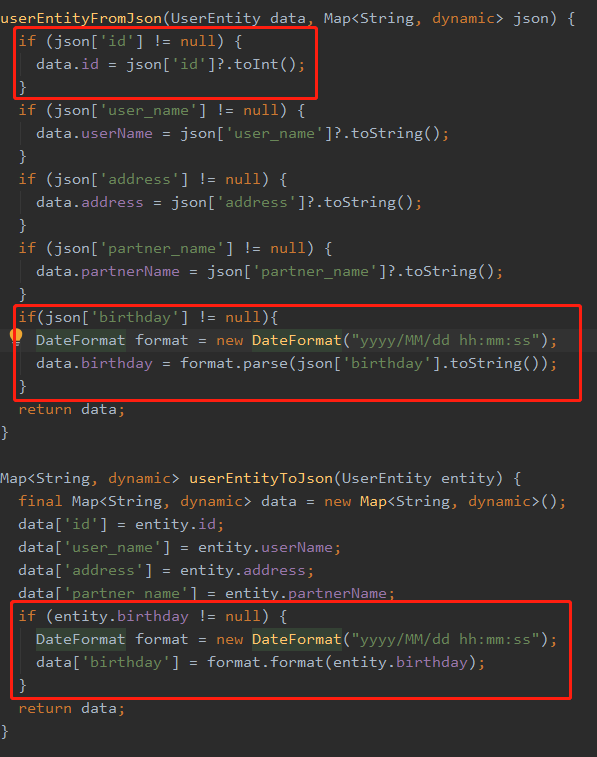 userEntityFromJson(UserEntity data, Map<String, dynamic> json) {
  if (json['id'] != null) {
    data.id = json['id']?.toInt();
  }
  if (json['user_name'] != null) {
    data.userName = json['user_name']?.toString();
  }
  if (json['address'] != null) {
    data.address = json['address']?.toString();
  }
  if (json['partner_name'] != null) {
    data.partnerName = json['partner_name']?.toString();
  }
  if(json['birthday'] != null){
    DateFormat format = new DateFormat("yyyy/MM/dd hh:mm:ss");
    data.birthday = format.parse(json['birthday'].toString());
  }
  return data;
}

Map<String, dynamic> userEntityToJson(UserEntity entity) {
  final Map<String, dynamic> data = new Map<String, dynamic>();
  data['id'] = entity.id;
  data['user_name'] = entity.userName;
  data['address'] = entity.address;
  data['partner_name'] = entity.partnerName;
  if (entity.birthday != null) {
    DateFormat format = new DateFormat("yyyy/MM/dd hh:mm:ss");
    data['birthday'] = format.format(entity.birthday);
  }
  return data;
}